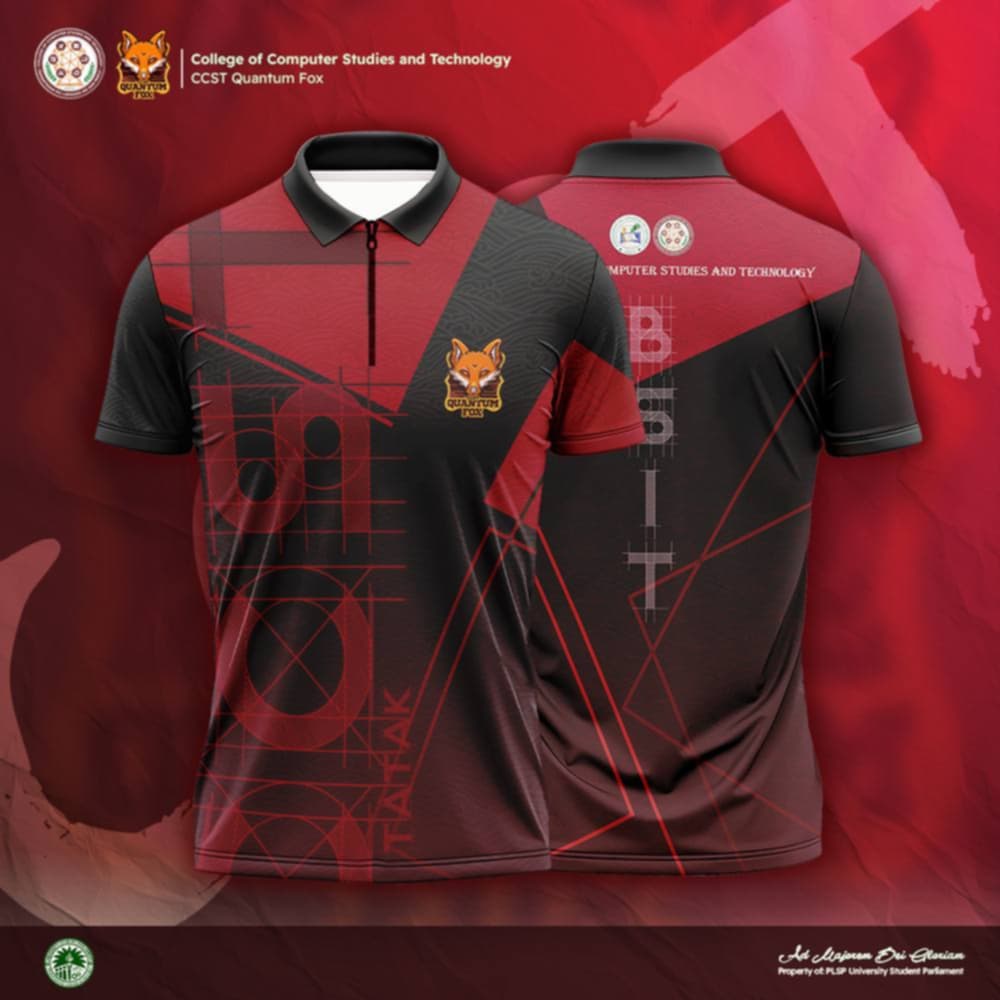 College of Computer Studies and Technology
QUANTUM
FOX
CCST Quantum Fox
MPUTER STUDIES AND TECHNOLOGY
B
S
I
T
QUANTUM
FOX
TATAK
Ad Majorem Dei Gloriam
Property of: PLSP University Student Parliament